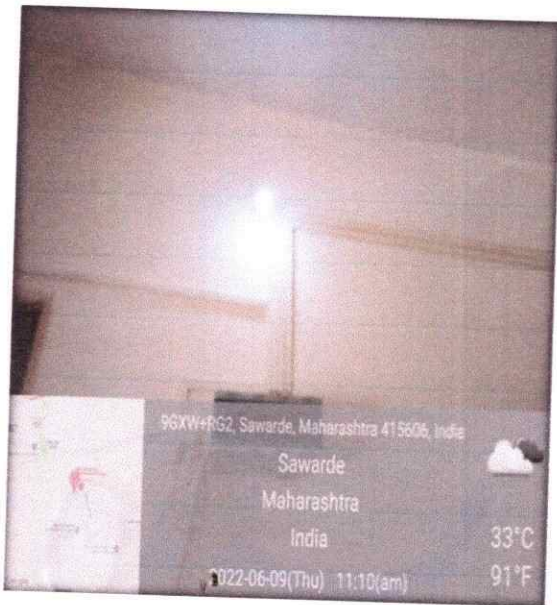 9GXW+RG2, Sawarde, Maharashtra 415606, India
Sawarde
Maharashtra
India
33°C
2022-06-09(Thu) 11:10(am)
91°F